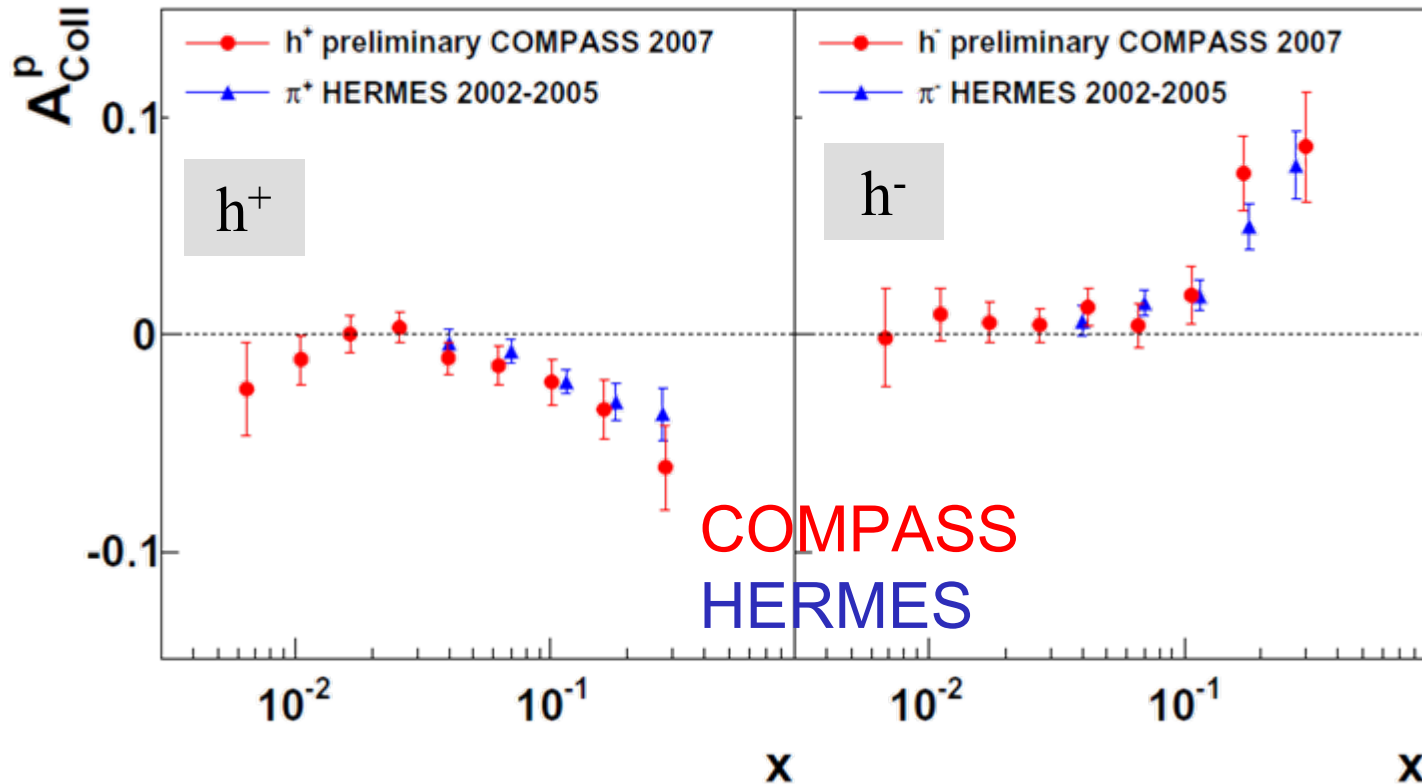 A^p_Coll
h⁺ preliminary COMPASS 2007
π⁺ HERMES 2002-2005
h⁻ preliminary COMPASS 2007
π⁻ HERMES 2002-2005
0.1
h⁺
h⁻
0
-0.1
COMPASS
HERMES
10⁻² 10⁻¹ 10⁻² 10⁻¹
x x